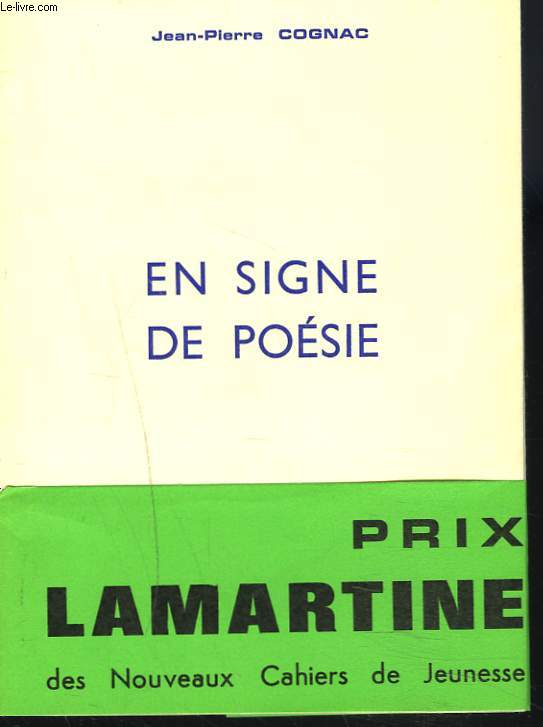 Le-livre.com
Jean-Pierre COGNAC
EN SIGNE
DE POÉSIE
PRIX
LAMARTINE
des Nouveaux Cahiers de Jeunesse